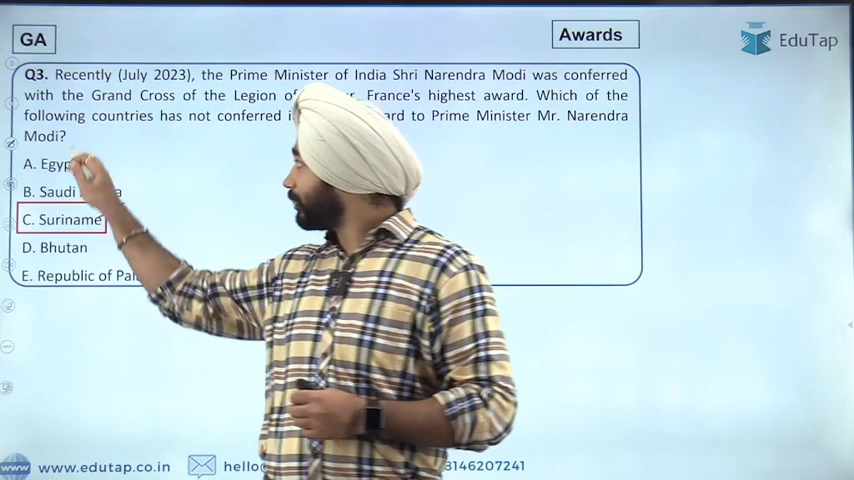 GA
Awards
EduTap
Q3. Recently (July 2023), the Prime Minister of India Shri Narendra Modi was conferred
with the Grand Cross of the Legion of France's highest award. Which of the
following countries has not conferred to Prime Minister Mr. Narendra
Modi?
A. Egyp
B. Saudi
C. Suriname
D. Bhutan
E. Republic of
www www.edutap.co.in hello 8146207241